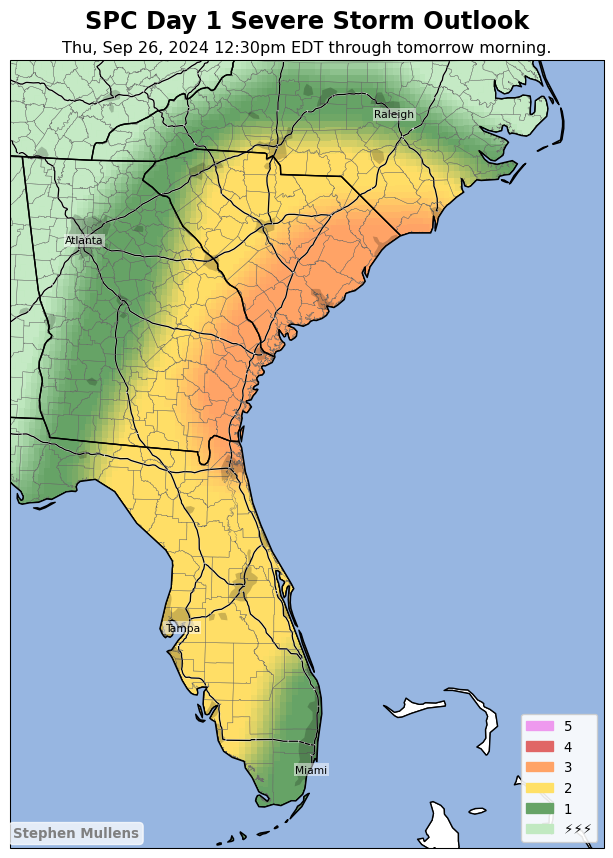 SPC Day 1 Severe Storm Outlook
Thu, Sep 26, 2024 12:30pm EDT through tomorrow morning.
Raleigh
Atlanta
Tampa
Miami
5
4
3
2
1
⚡⚡⚡
Stephen Mullens